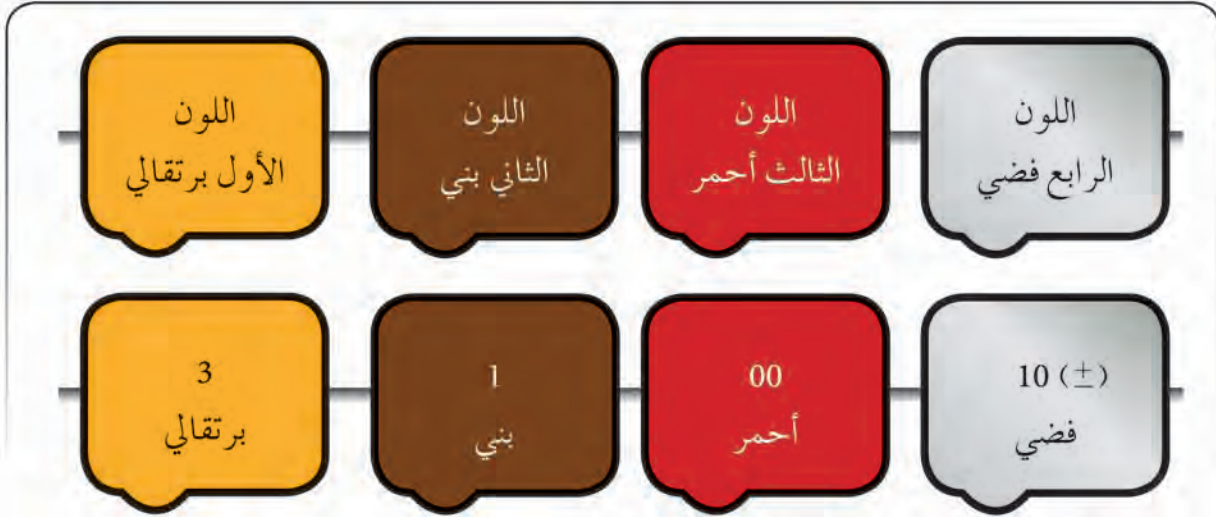 اللون
الأول برتقالي
اللون
الثاني بني
اللون
الثالث أحمر
اللون
الرابع فضي
3
برتقالي
1
بني
00
أحمر
10 (±)
فضي